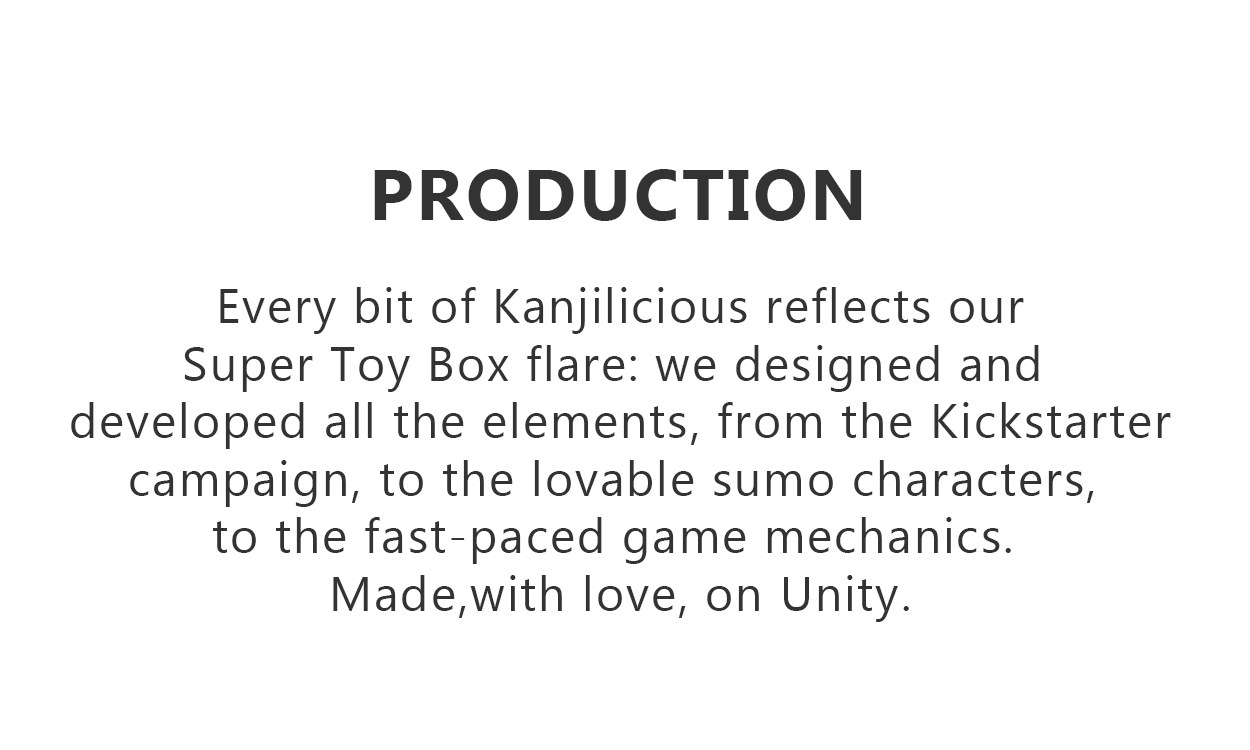 PRODUCTION
Every bit of Kanjilicious reflects our
Super Toy Box flare: we designed and
developed all the elements, from the Kickstarter
campaign, to the lovable sumo characters,
to the fast-paced game mechanics.
Made,with love, on Unity.